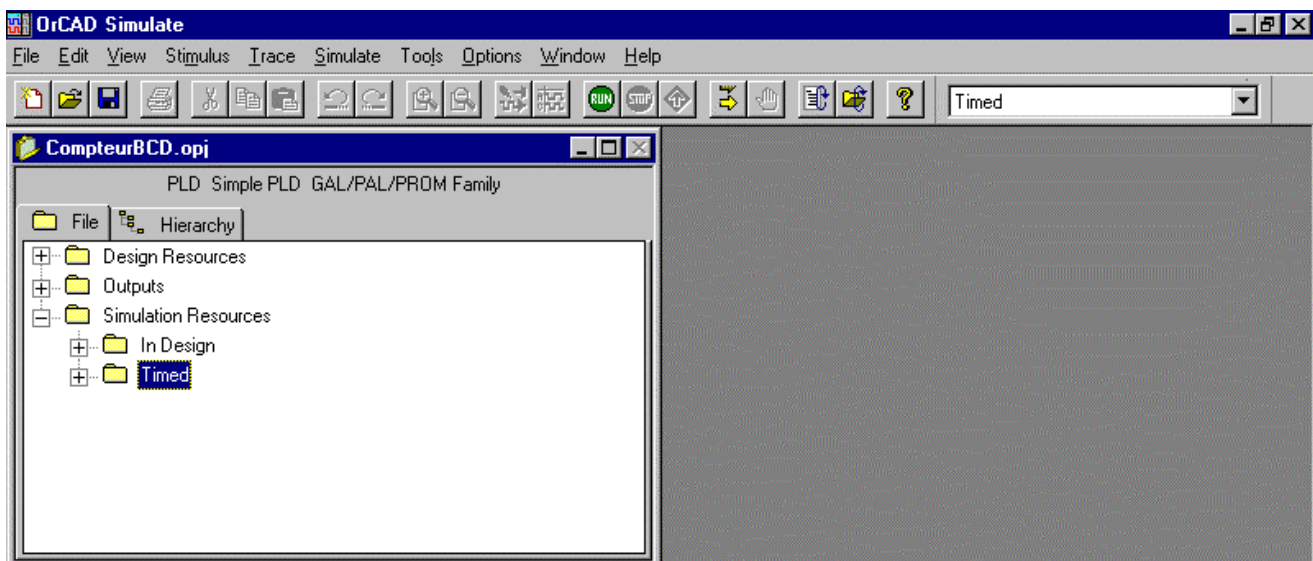 OrCAD Simulate
File Edit View Stimulus Trace Simulate Tools Options Window Help
RUN STOP Timed
CompteurBCD.opj
PLD Simple PLD GAL/PAL/PROM Family
File Hierarchy
Design Resources
Outputs
Simulation Resources
In Design
Timed